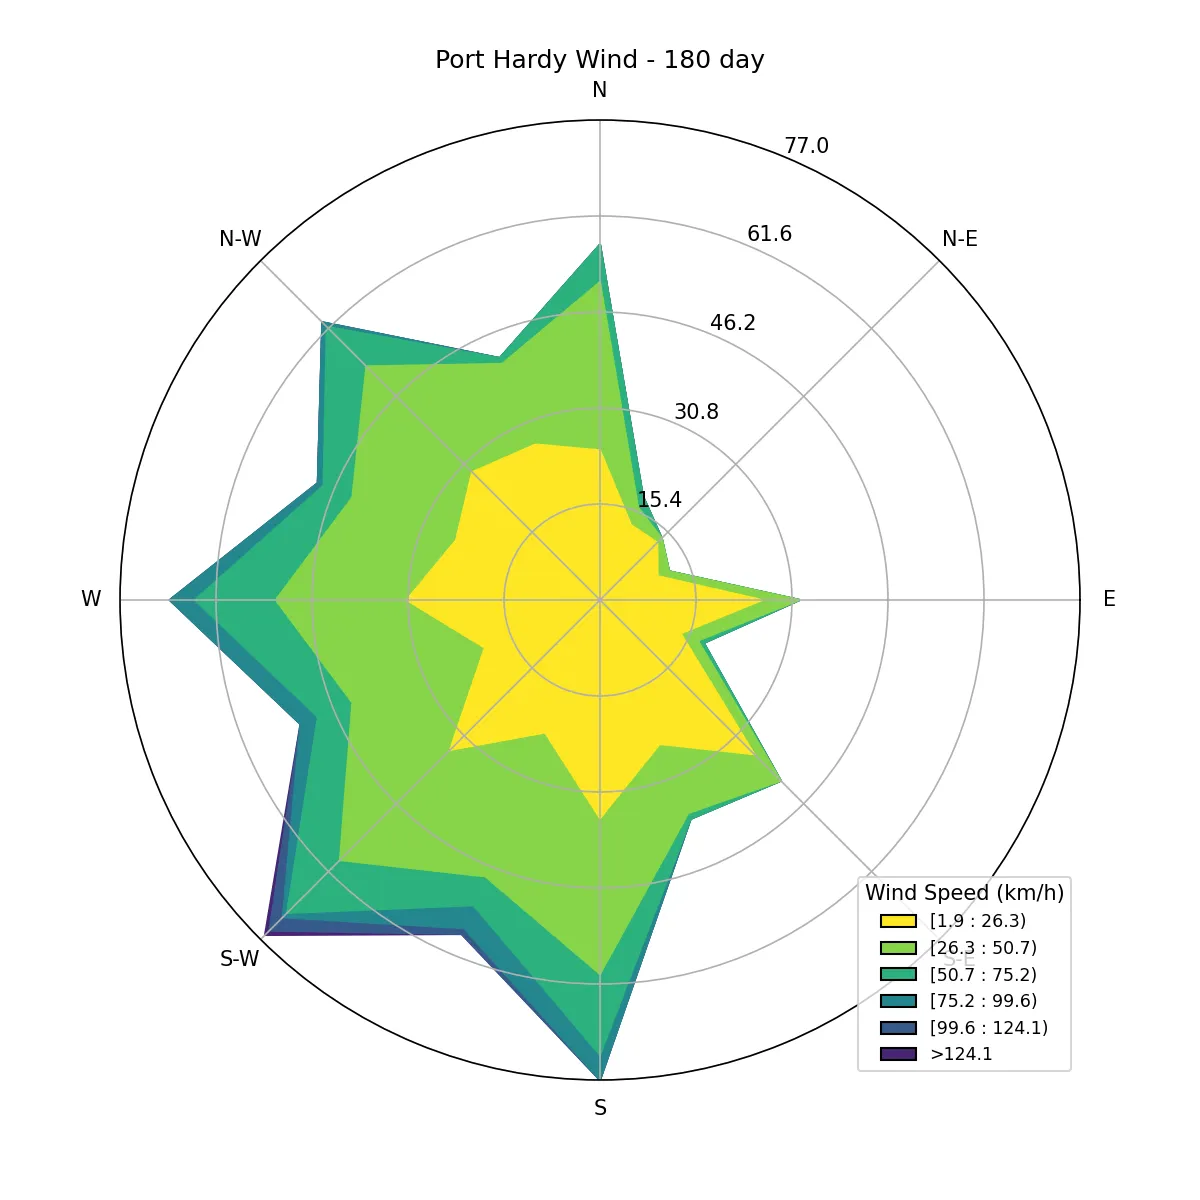 Port Hardy Wind - 180 day
N
77.0
61.6
N-W
N-E
46.2
30.8
15.4
W
E
Wind Speed (km/h)
[1.9 : 26.3)
[26.3 : 50.7)
S-W
S-E
[50.7 : 75.2)
[75.2 : 99.6)
[99.6 : 124.1)
>124.1
S